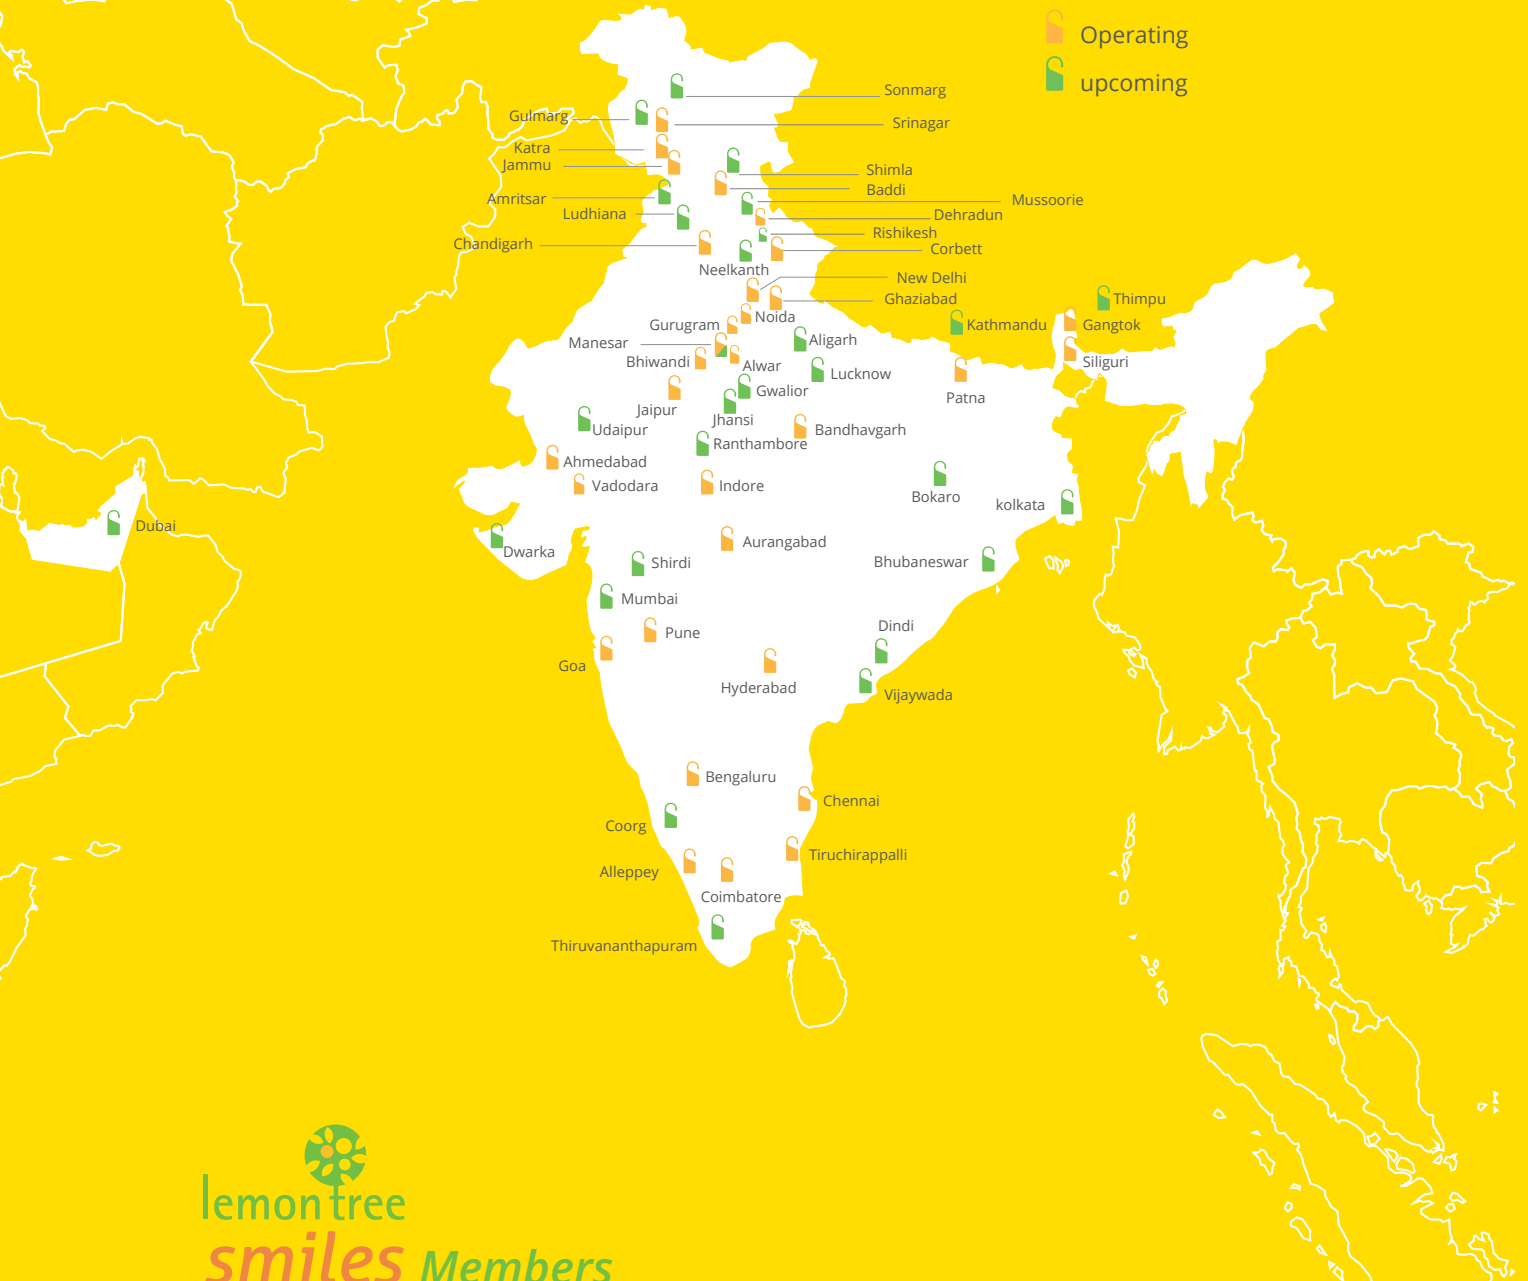 Operating
upcoming
Sonmarg
Gulmarg
Srinagar
Katra
Jammu
Shimla
Baddi
Amritsar
Mussoorie
Ludhiana
Dehradun
Rishikesh
Chandigarh
Corbett
Neelkanth
New Delhi
Ghaziabad
Thimpu
Noida
Gurugram
Kathmandu
Gangtok
Manesar
Aligarh
Bhiwandi
Alwar
Siliguri
Lucknow
Gwalior
Patna
Jaipur
Jhansi
Udaipur
Bandhavgarh
Ranthambore
Ahmedabad
Vadodara
Indore
Bokaro
kolkata
Dubai
Aurangabad
Dwarka
Shirdi
Bhubaneswar
Mumbai
Dindi
Pune
Goa
Hyderabad
Vijaywada
Bengaluru
Chennai
Coorg
Tiruchirappalli
Alleppey
Coimbatore
Thiruvananthapuram
lemon tree
smiles Members